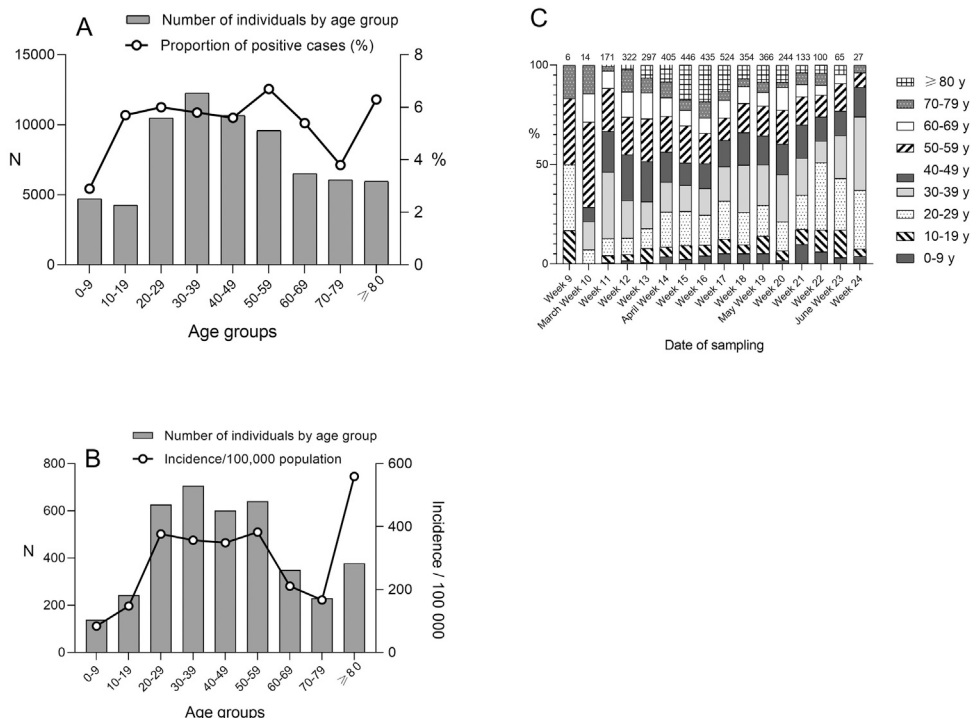 A
Number of individuals by age group
Proportion of positive cases (%)
15000
10000
5000
0
N
8
6
4
2
0
%
0-9
10-19
20-29
30-39
40-49
50-59
60-69
70-79
≥80
Age groups
B
Number of individuals by age group
Incidence/100,000 population
800
600
400
200
0
N
600
400
200
0
Incidence / 100 000
0-9
10-19
20-29
30-39
40-49
50-59
60-69
70-79
≥80
Age groups
C
6 14 171 322 297 405 446 435 524 354 366 244 133 100 65 27
100
%
50
0
Week 9
March Week 10
Week 11
Week 12
Week 13
April Week 14
Week 15
Week 16
Week 17
Week 18
May Week 19
Week 20
Week 21
Week 22
June Week 23
Week 24
Date of sampling
≥80 y
70-79 y
60-69 y
50-59 y
40-49 y
30-39 y
20-29 y
10-19 y
0-9 y